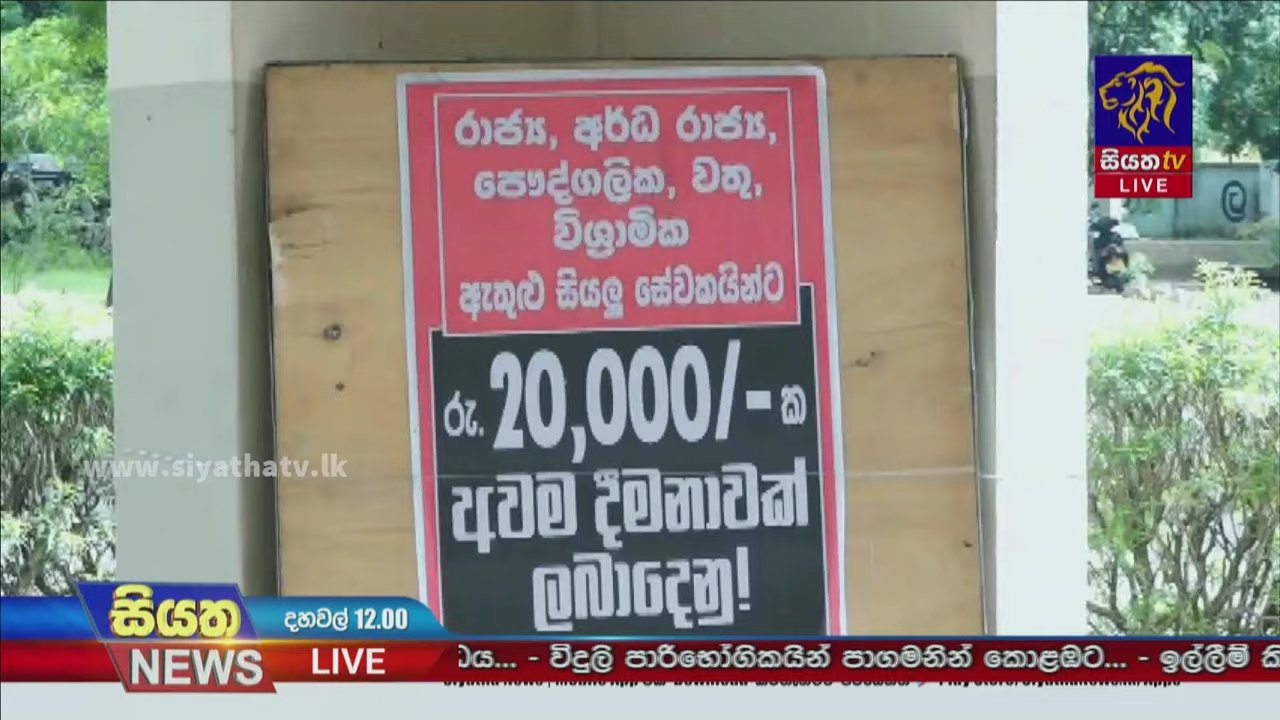 රාජ්‍ය, අර්ධ රාජ්‍ය,
පෞද්ගලික, වතු,
විශ්‍රාමික
ඇතුළු සියලු සේවකයින්ට
රු. 20,000/- ක
අවම දීමනාවක්
ලබාදෙනු!
සියත tv
LIVE
www.siyathatv.lk
සියත
NEWS
දහවල් 12.00
LIVE
ඛය... - විදුලි පාරිභෝගිකයින් පාගමනින් කොළඹට... - ඉල්ලීම් කි